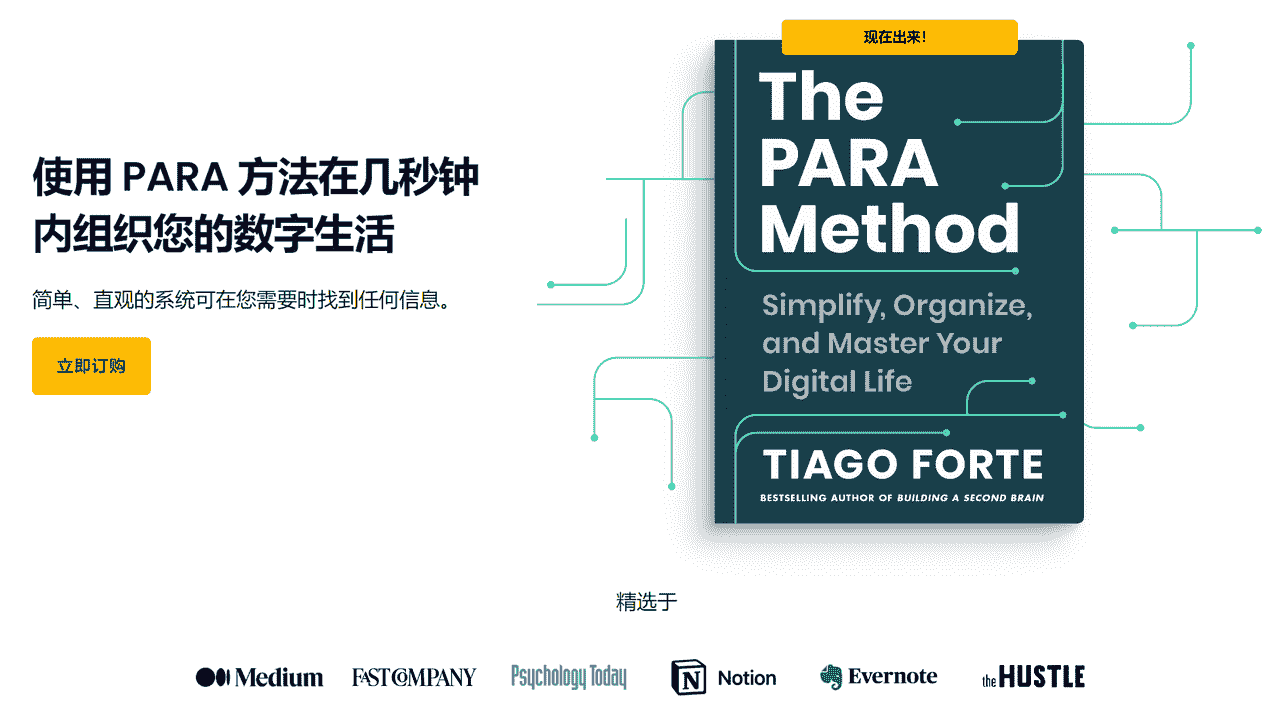 现在出来!
The
PARA
Method
Simplify, Organize,
and Master Your
Digital Life
TIAGO FORTE
BESTSELLING AUTHOR OF BUILDING A SECOND BRAIN
使用 PARA 方法在几秒钟
内组织您的数字生活
简单、直观的系统可在您需要时找到任何信息。
立即订购
精选于
Medium
FAST COMPANY
Psychology Today
N Notion
Evernote
the HUSTLE